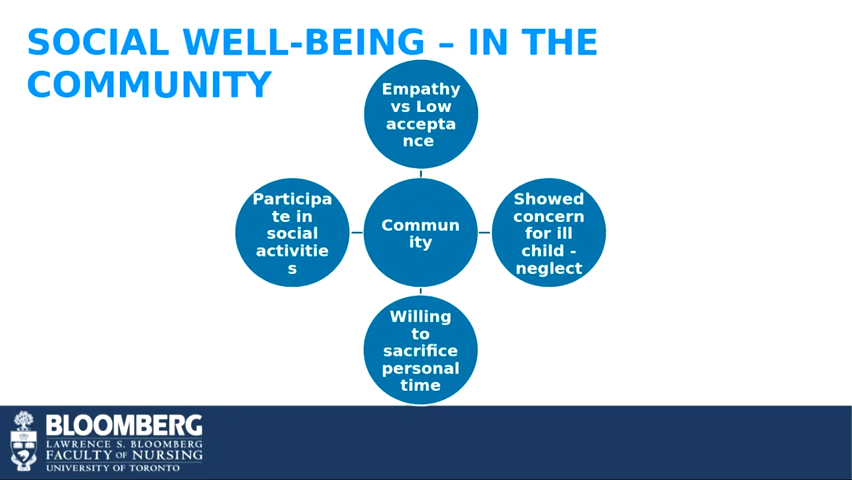 SOCIAL WELL-BEING – IN THE
COMMUNITY
Empathy
vs Low
accepta
nce
Participa
te in
social
activitie
s
Commun
ity
Showed
concern
for ill
child -
neglect
Willing
to
sacrifice
personal
time
BLOOMBERG
LAWRENCE S. BLOOMBERG
FACULTY OF NURSING
UNIVERSITY OF TORONTO